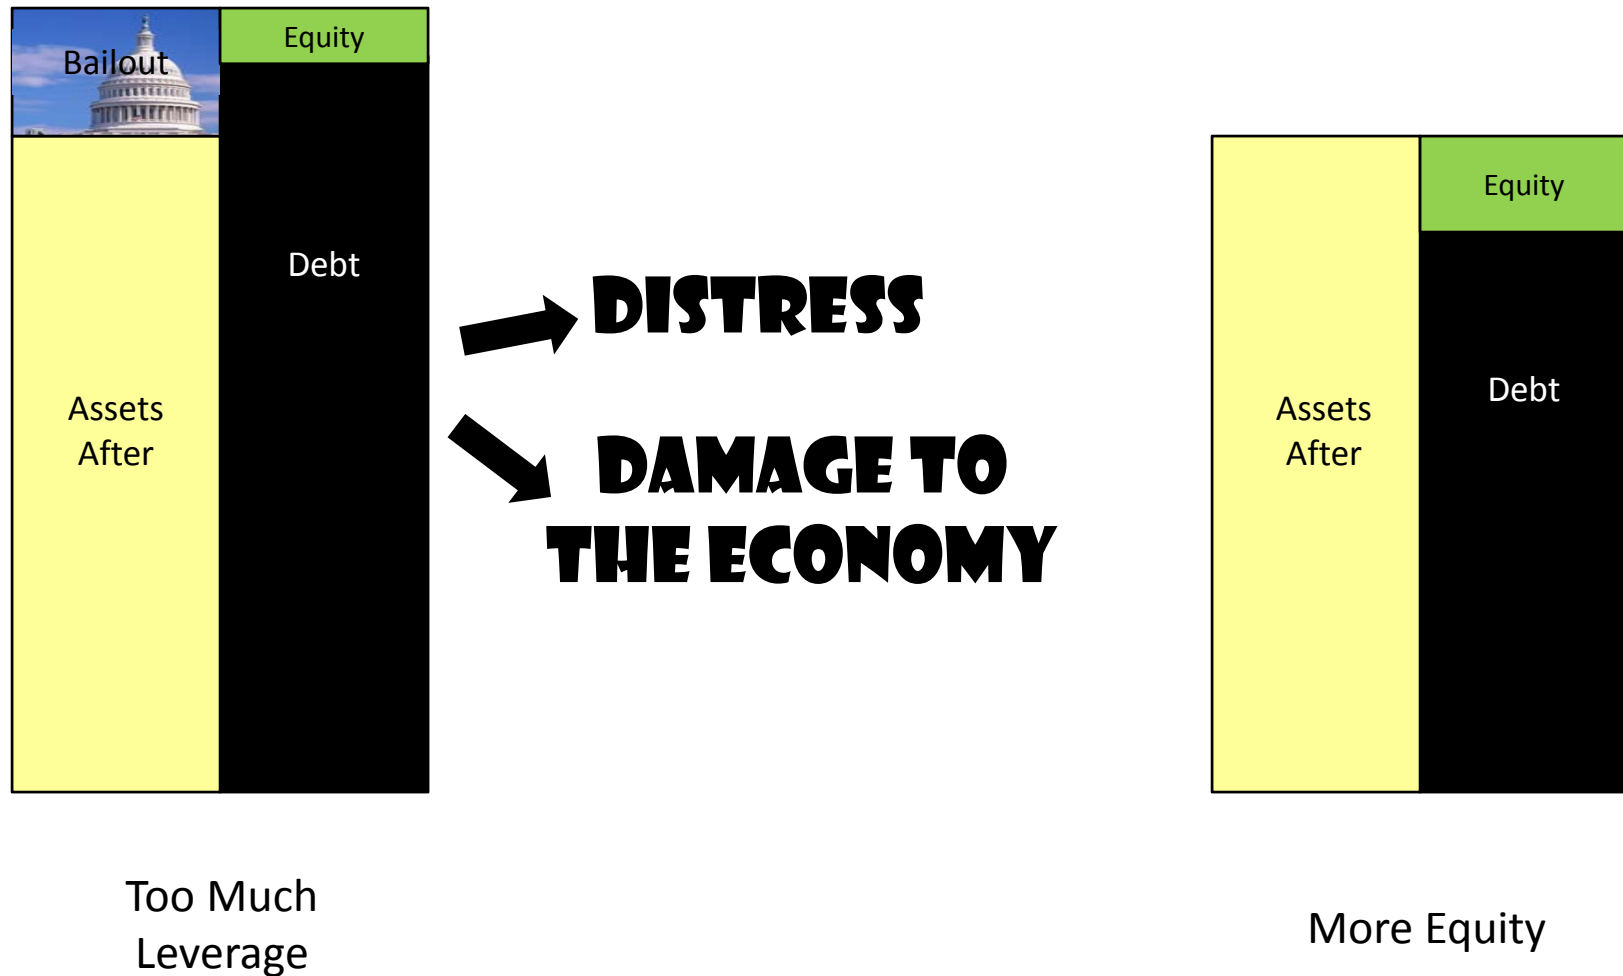 Bailout
Equity
Debt
Assets
After
DISTRESS
DAMAGE TO
THE ECONOMY
Equity
Debt
Assets
After
Too Much
Leverage
More Equity